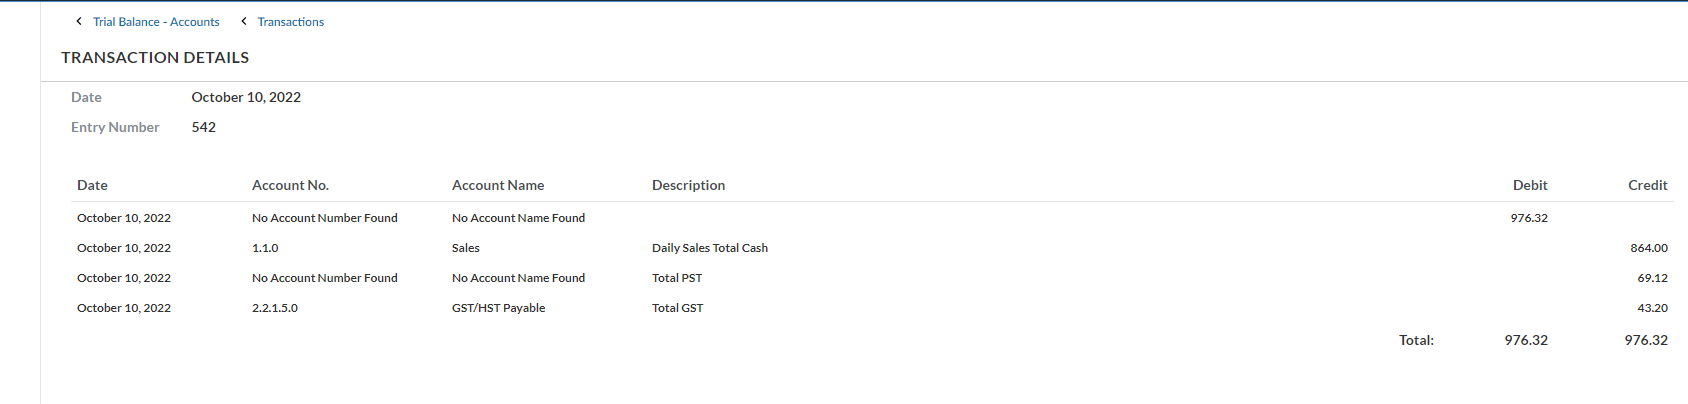 Trial Balance - Accounts Transactions
TRANSACTION DETAILS
Date October 10, 2022
Entry Number 542
Date Account No. Account Name Description Debit Credit
October 10, 2022 No Account Number Found No Account Name Found 976.32
October 10, 2022 1.1.0 Sales Daily Sales Total Cash 864.00
October 10, 2022 No Account Number Found No Account Name Found Total PST 69.12
October 10, 2022 2.2.1.5.0 GST/HST Payable Total GST 43.20
Total: 976.32 976.32